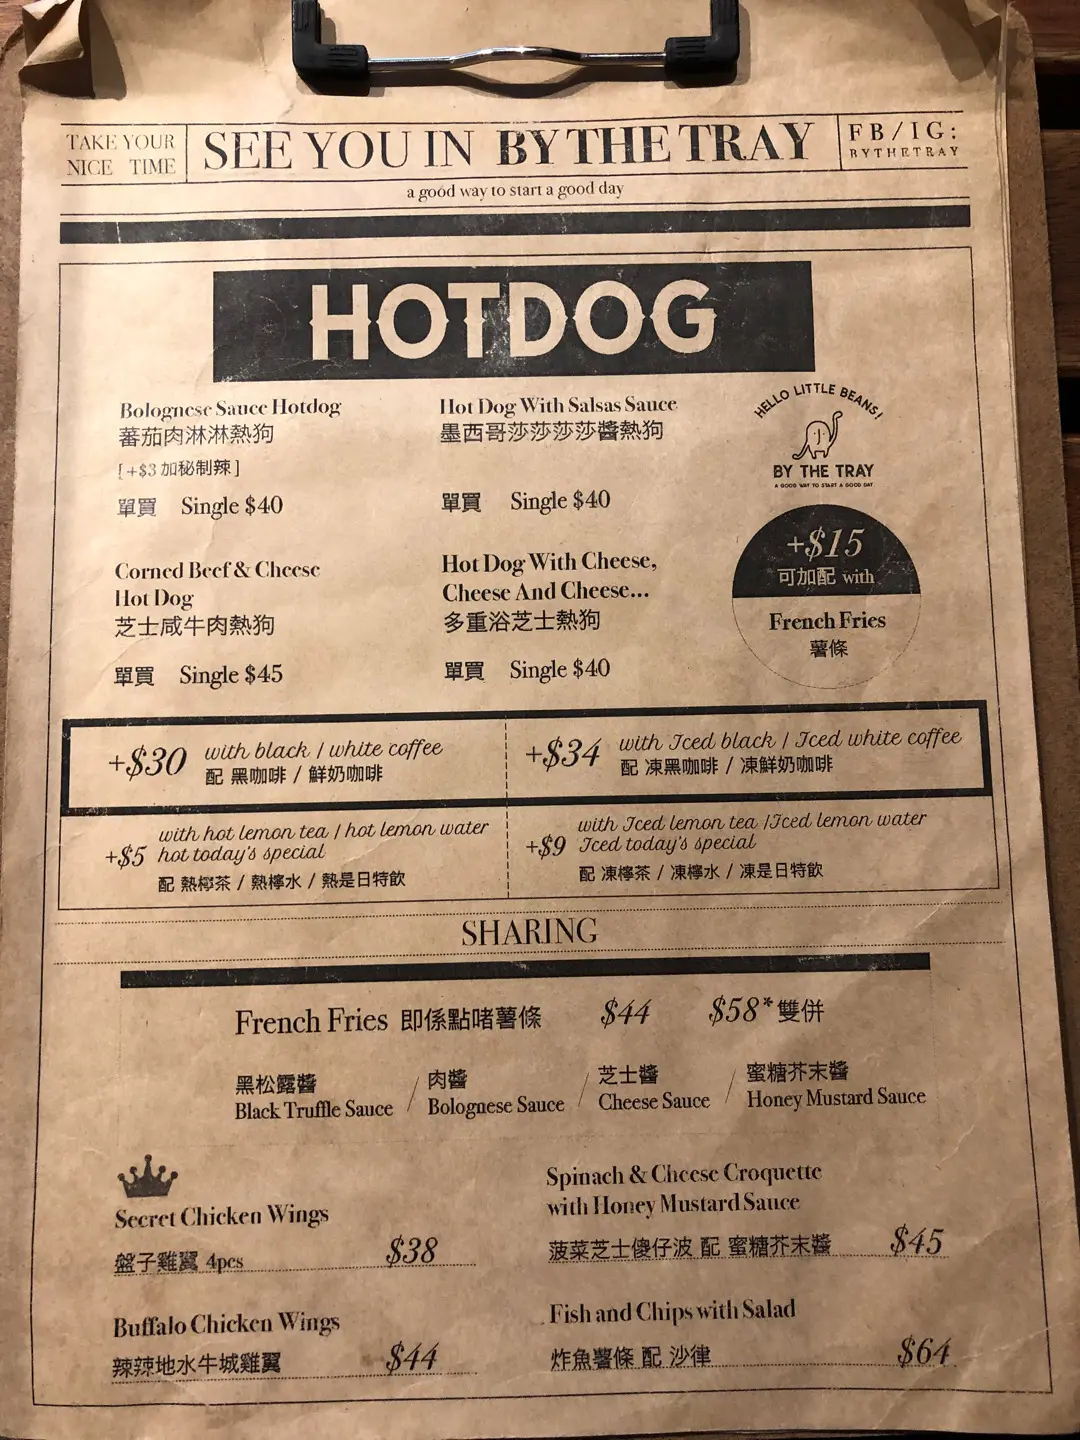 TAKE YOUR
NICE TIME
SEE YOU IN BY THE TRAY
FB/IG:
BYTHETRAY
a good way to start a good day
HOTDOG
Bolognese Sauce Hotdog
蕃茄肉淋淋熱狗
[+$3 加秘制辣]
單買 Single $40
Hot Dog With Salsas Sauce
墨西哥莎莎莎莎醬熱狗
單買 Single $40
HELLO LITTLE BEANS!
BY THE TRAY
A GOOD WAY TO START A GOOD DAY
Corned Beef & Cheese
Hot Dog
芝士咸牛肉熱狗
單買 Single $45
Hot Dog With Cheese,
Cheese And Cheese...
多重浴芝士熱狗
單買 Single $40
+$15
可加配 with
French Fries
薯條
+$30 with black / white coffee
配 黑咖啡 / 鮮奶咖啡
+$34 with Iced black / Iced white coffee
配 凍黑咖啡 / 凍鮮奶咖啡
with hot lemon tea / hot lemon water
+$5 hot today's special
配 熱檸茶 / 熱檸水 / 熱是日特飲
with Iced lemon tea /Iced lemon water
+$9 Iced today's special
配 凍檸茶 / 凍檸水 / 凍是日特飲
SHARING
French Fries 即係點啫薯條 $44 $58*雙併
黑松露醬
Black Truffle Sauce /
肉醬
Bolognese Sauce /
芝士醬
Cheese Sauce /
蜜糖芥末醬
Honey Mustard Sauce
Secret Chicken Wings
盤子雞翼 4pcs $38
Spinach & Cheese Croquette
with Honey Mustard Sauce
菠菜芝士傻仔波 配 蜜糖芥末醬 $45
Buffalo Chicken Wings
辣辣地水牛城雞翼 $44
Fish and Chips with Salad
炸魚薯條 配 沙律 $64